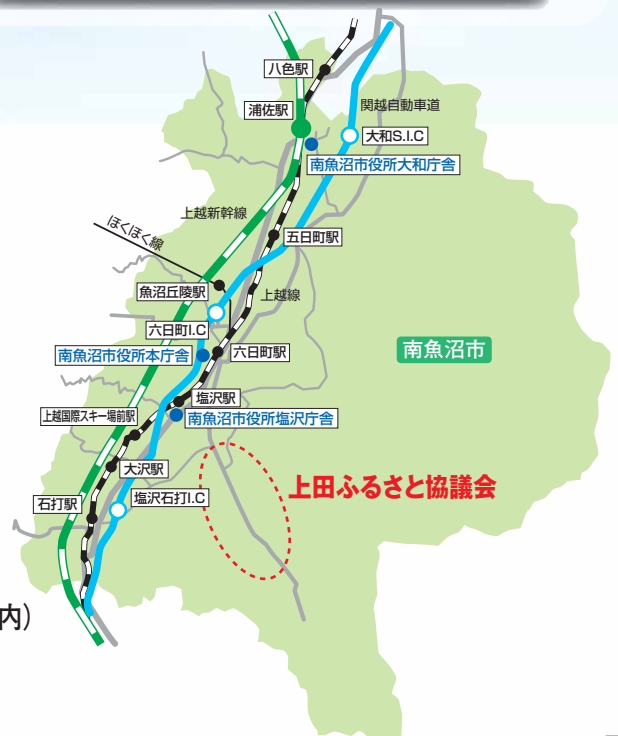 八色駅
浦佐駅
関越自動車道
大和S.I.C
南魚沼市役所大和庁舎
上越新幹線
ほくほく線
五日町駅
魚沼丘陵駅
上越線
六日町I.C
南魚沼市
南魚沼市役所本庁舎
六日町駅
塩沢駅
上越国際スキー場前駅
南魚沼市役所塩沢庁舎
大沢駅
上田ふるさと協議会
石打駅
塩沢石打I.C
内)